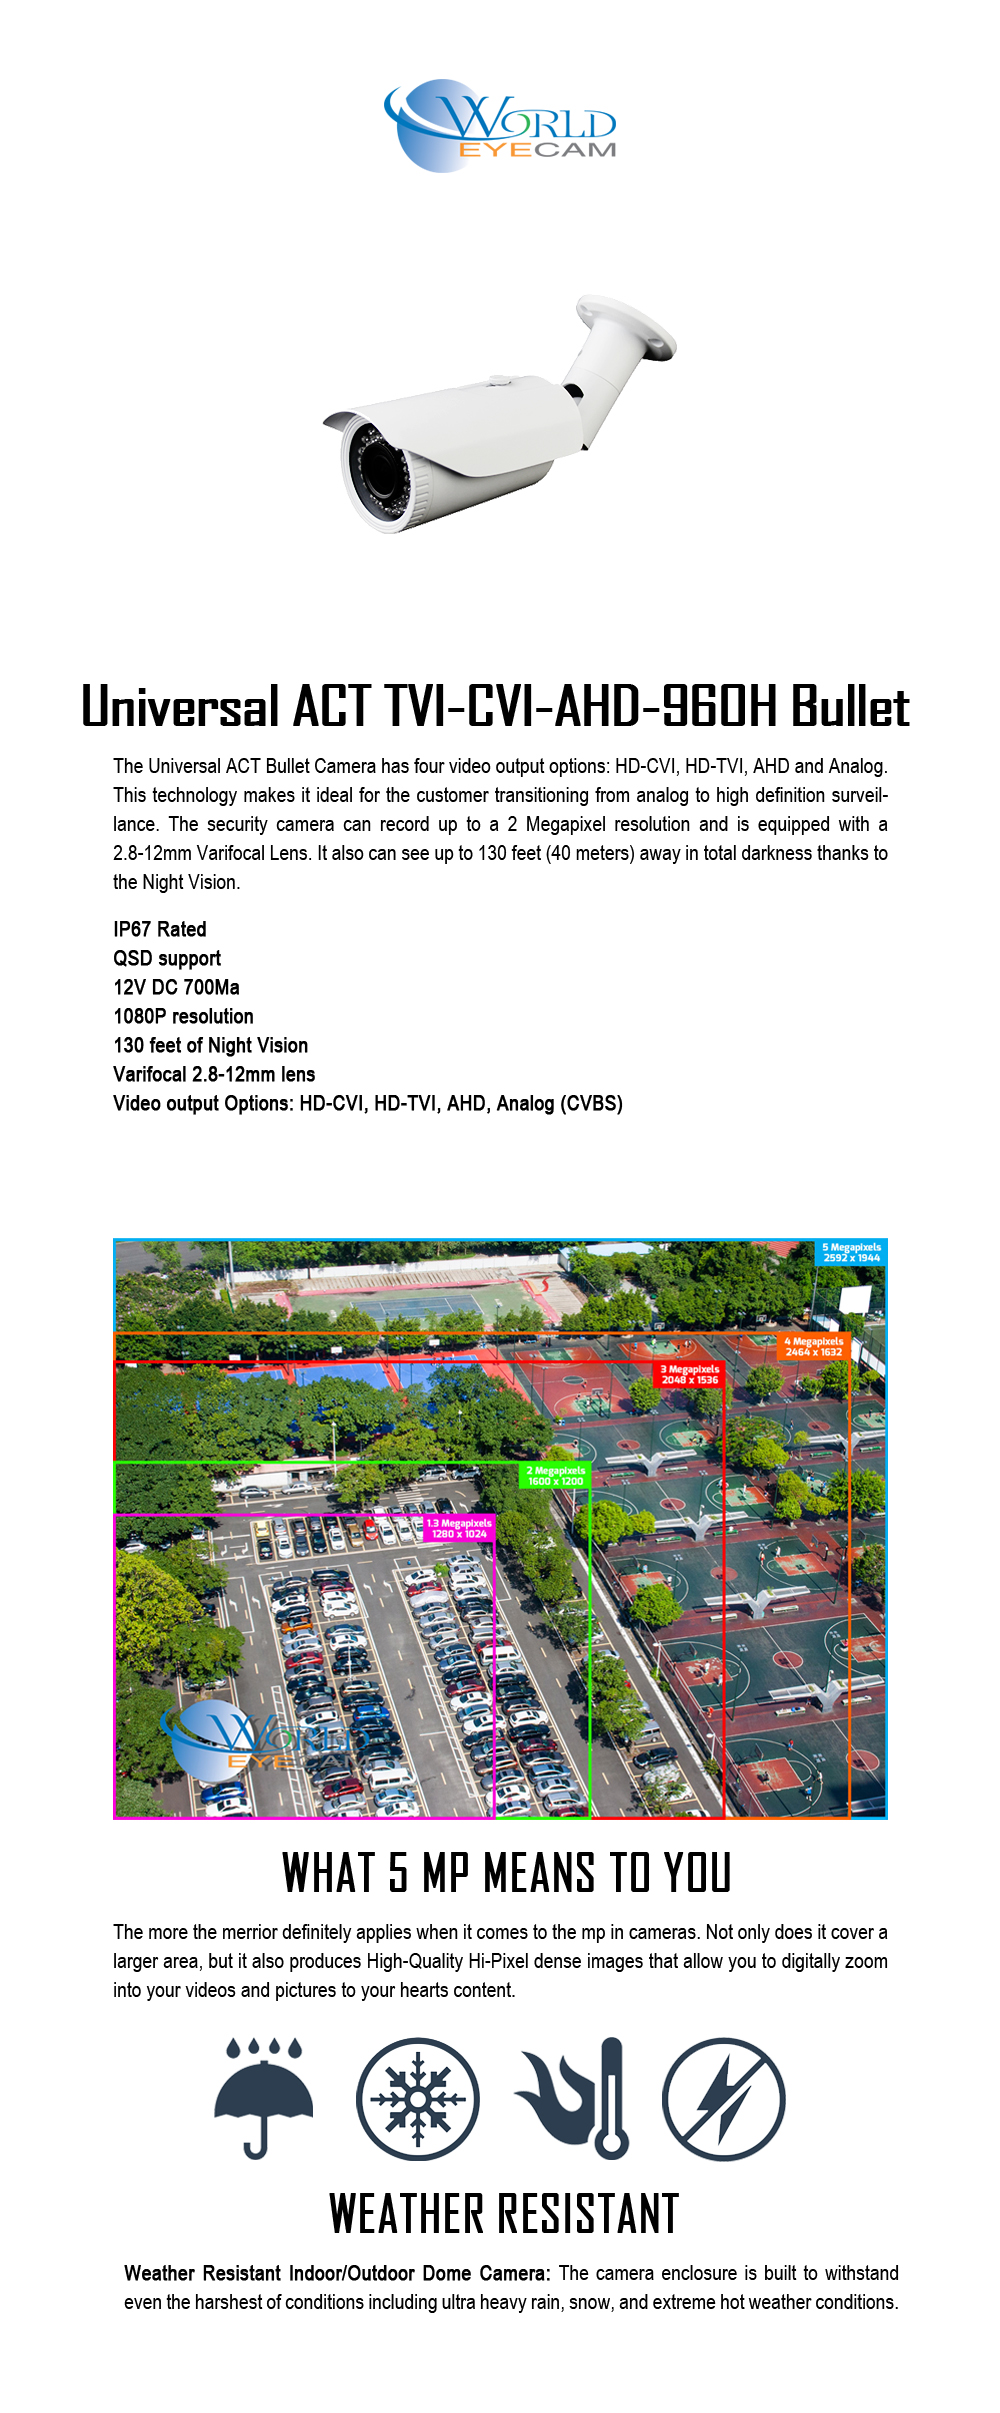 WORLD
EYECAM
Universal ACT TVI-CVI-AHD-960H Bullet
The Universal ACT Bullet Camera has four video output options: HD-CVI, HD-TVI, AHD and Analog.
This technology makes it ideal for the customer transitioning from analog to high definition surveil-
lance. The security camera can record up to a 2 Megapixel resolution and is equipped with a
2.8-12mm Varifocal Lens. It also can see up to 130 feet (40 meters) away in total darkness thanks to
the Night Vision.
IP67 Rated
QSD support
12V DC 700Ma
1080P resolution
130 feet of Night Vision
Varifocal 2.8-12mm lens
Video output Options: HD-CVI, HD-TVI, AHD, Analog (CVBS)
5 Megapixels
2592 x 1944
4 Megapixels
2464 x 1632
3 Megapixels
2048 x 1536
2 Megapixels
1600 x 1200
1.3 Megapixels
1280 x 1024
WORLD
EYECAM
WHAT 5 MP MEANS TO YOU
The more the merrior definitely applies when it comes to the mp in cameras. Not only does it cover a
larger area, but it also produces High-Quality Hi-Pixel dense images that allow you to digitally zoom
into your videos and pictures to your hearts content.
WEATHER RESISTANT
Weather Resistant Indoor/Outdoor Dome Camera: The camera enclosure is built to withstand
even the harshest of conditions including ultra heavy rain, snow, and extreme hot weather conditions.